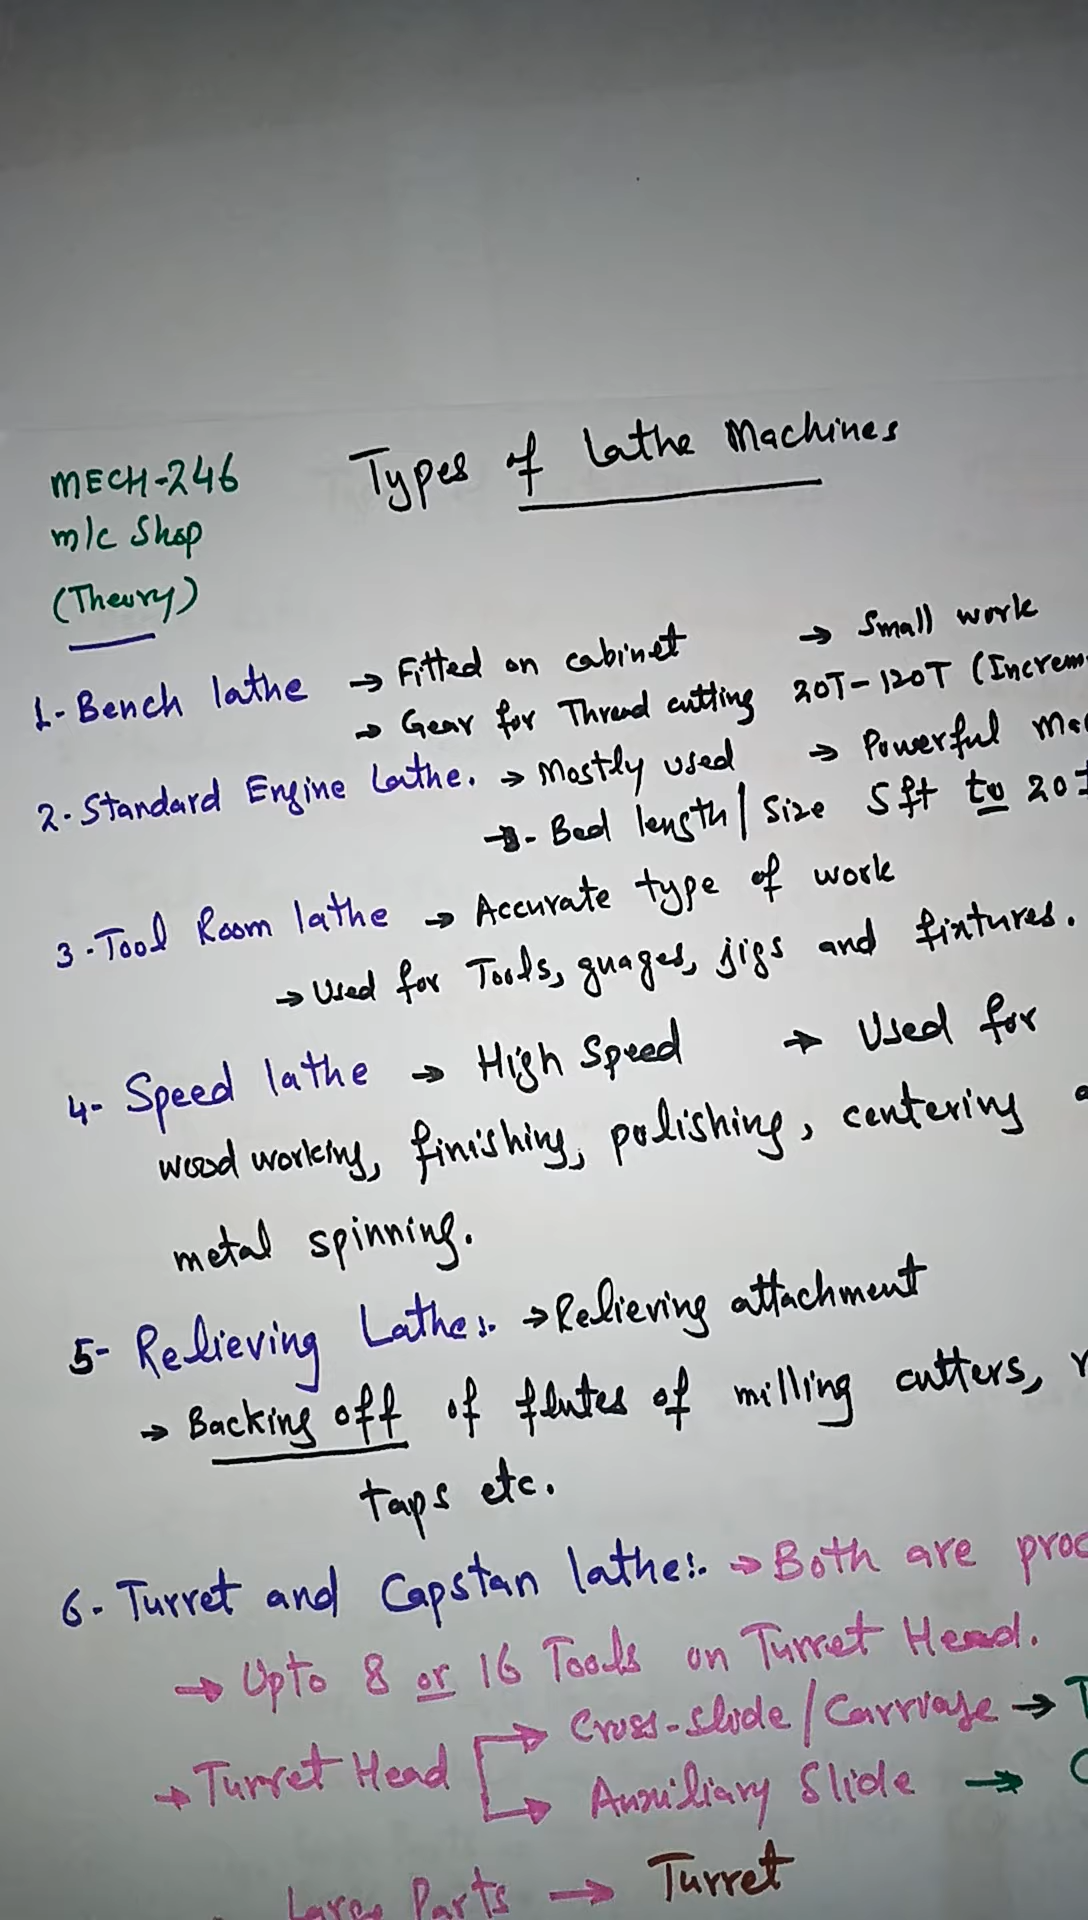 Types of Lathe Machines
MECH-246
m/c Shop
(Theory)
1- Bench lathe → Fitted on cabinet → Small work
→ Gear for Thread cutting 20T-120T (Increm
2- Standard Engine Lathe. → Mostly used → Powerful
→ - Bed length / Size 5 ft to 20
3- Tool Room lathe → Accurate type of work
→ Used for Tools, guages, jigs and fixtures.
4- Speed lathe → High Speed → Used for
wood working, finishing, polishing, centering
metal spinning.
5- Relieving Lathe:- → Relieving attachment
→ Backing off of flutes of milling cutters,
taps etc.
6- Turret and Capstan lathe:- → Both are
→ Upto 8 or 16 Tools on Turret Head.
→ Cross-slide / Carriage →
→ Turret Head
→ Auxiliary Slide →
Large Parts → Turret